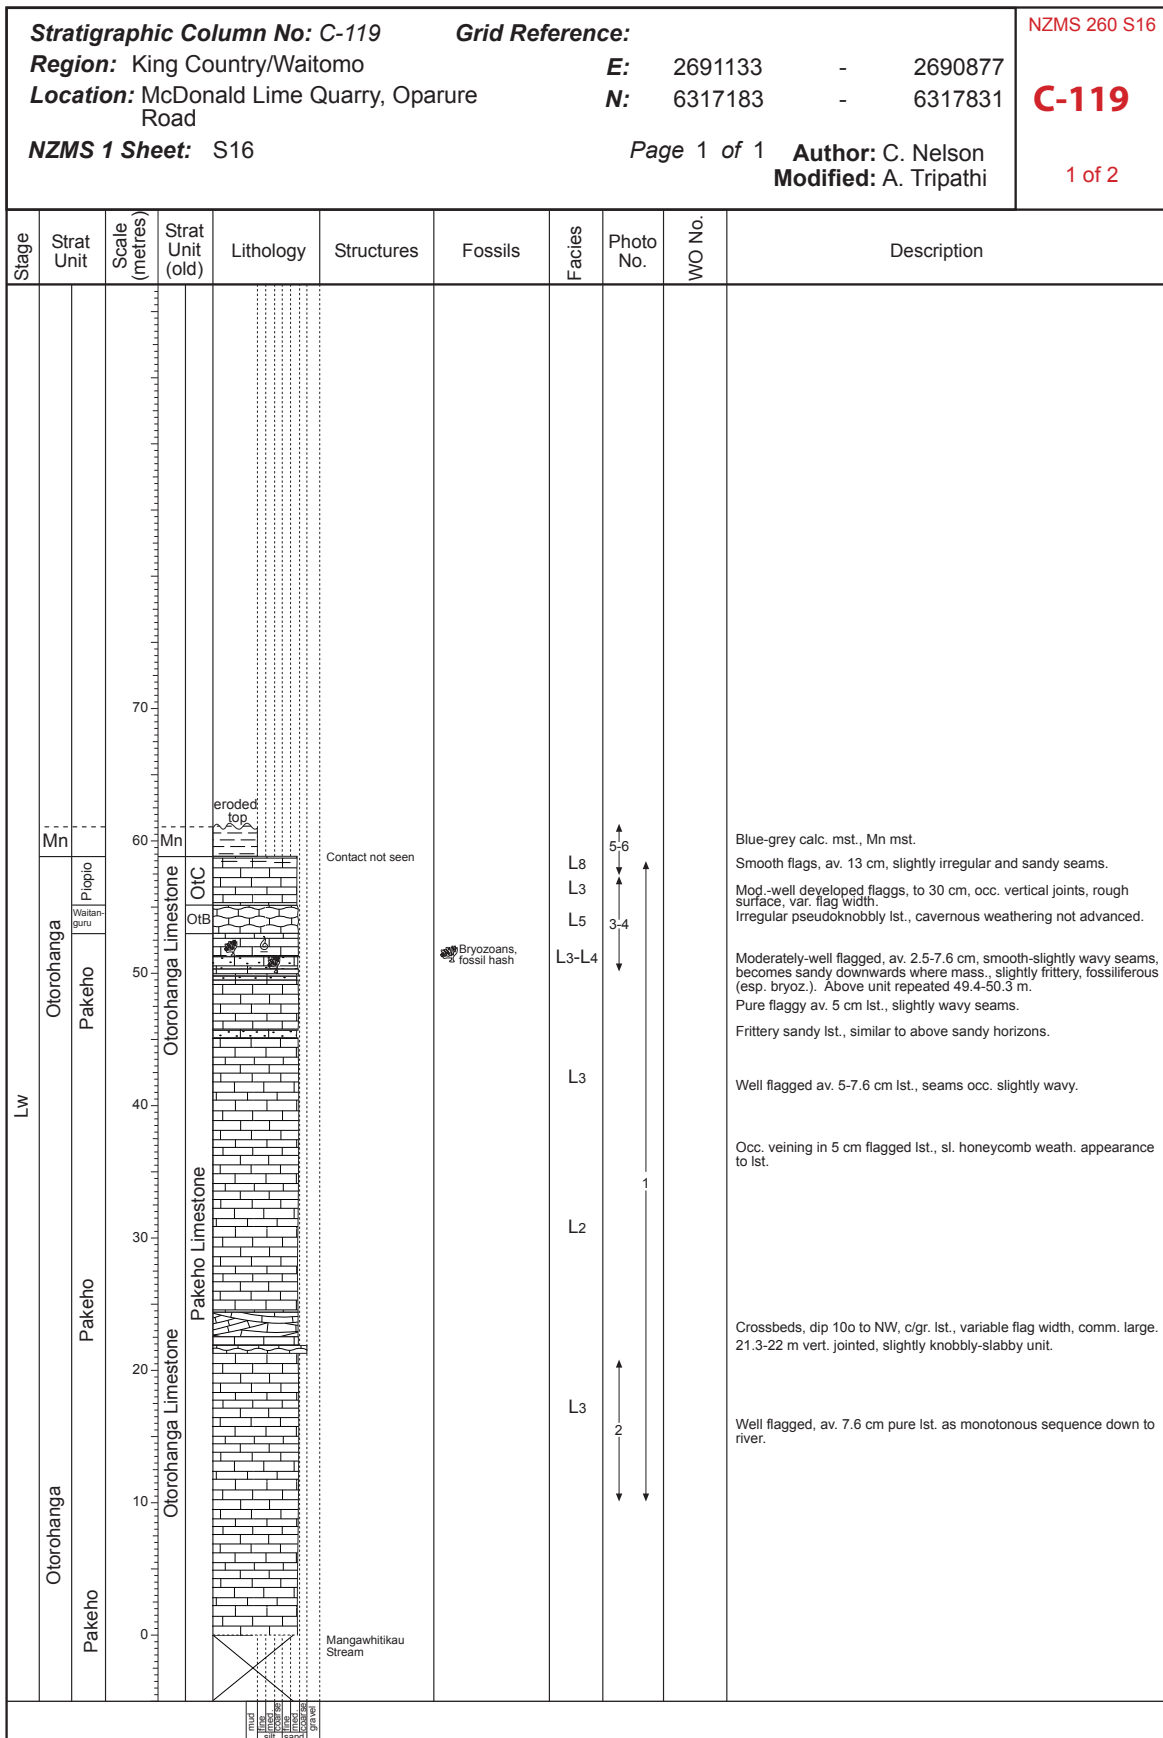 Stratigraphic Column No: C-119 Grid Reference:
Region: King Country/Waitomo E: 2691133 - 2690877
Location: McDonald Lime Quarry, Oparure N: 6317183 - 6317831
Road
NZMS 1 Sheet: S16 Page 1 of 1 Author: C. Nelson
Modified: A. Tripathi
NZMS 260 S16
C-119
1 of 2
Stage
Strat
Unit
Scale
(metres)
Strat
Unit
(old)
Lithology
Structures
Fossils
Facies
Photo
No.
WO No.
Description
70
eroded
top
Mn 60 Mn
5-6
Blue-grey calc. mst., Mn mst.
Contact not seen
L8
Smooth flags, av. 13 cm, slightly irregular and sandy seams.
Piopio
OtC
L3
Mod.-well developed flaggs, to 30 cm, occ. vertical joints, rough
surface, var. flag width.
Waitan-
guru
OtB
L5
3-4
Irregular pseudoknobbly lst., cavernous weathering not advanced.
Bryozoans,
fossil hash
L3-L4
Moderately-well flagged, av. 2.5-7.6 cm, smooth-slightly wavy seams,
becomes sandy downwards where mass., slightly frittery, fossiliferous
(esp. bryoz.). Above unit repeated 49.4-50.3 m.
50
Otorohanga
Pakeho
Otorohanga Limestone
Pure flaggy av. 5 cm lst., slightly wavy seams.
Frittery sandy lst., similar to above sandy horizons.
L3
Well flagged av. 5-7.6 cm lst., seams occ. slightly wavy.
Lw
40
Occ. veining in 5 cm flagged lst., sl. honeycomb weath. appearance
to lst.
1
Pakeho Limestone
L2
30
Pakeho
Crossbeds, dip 10o to NW, c/gr. lst., variable flag width, comm. large.
21.3-22 m vert. jointed, slightly knobbly-slabby unit.
20
Otorohanga Limestone
L3
2
Well flagged, av. 7.6 cm pure lst. as monotonous sequence down to
river.
10
Otorohanga
Pakeho
0
Mangawhitikau
Stream
mud
fine
med.
coarse
fine
med.
coarse
gravel